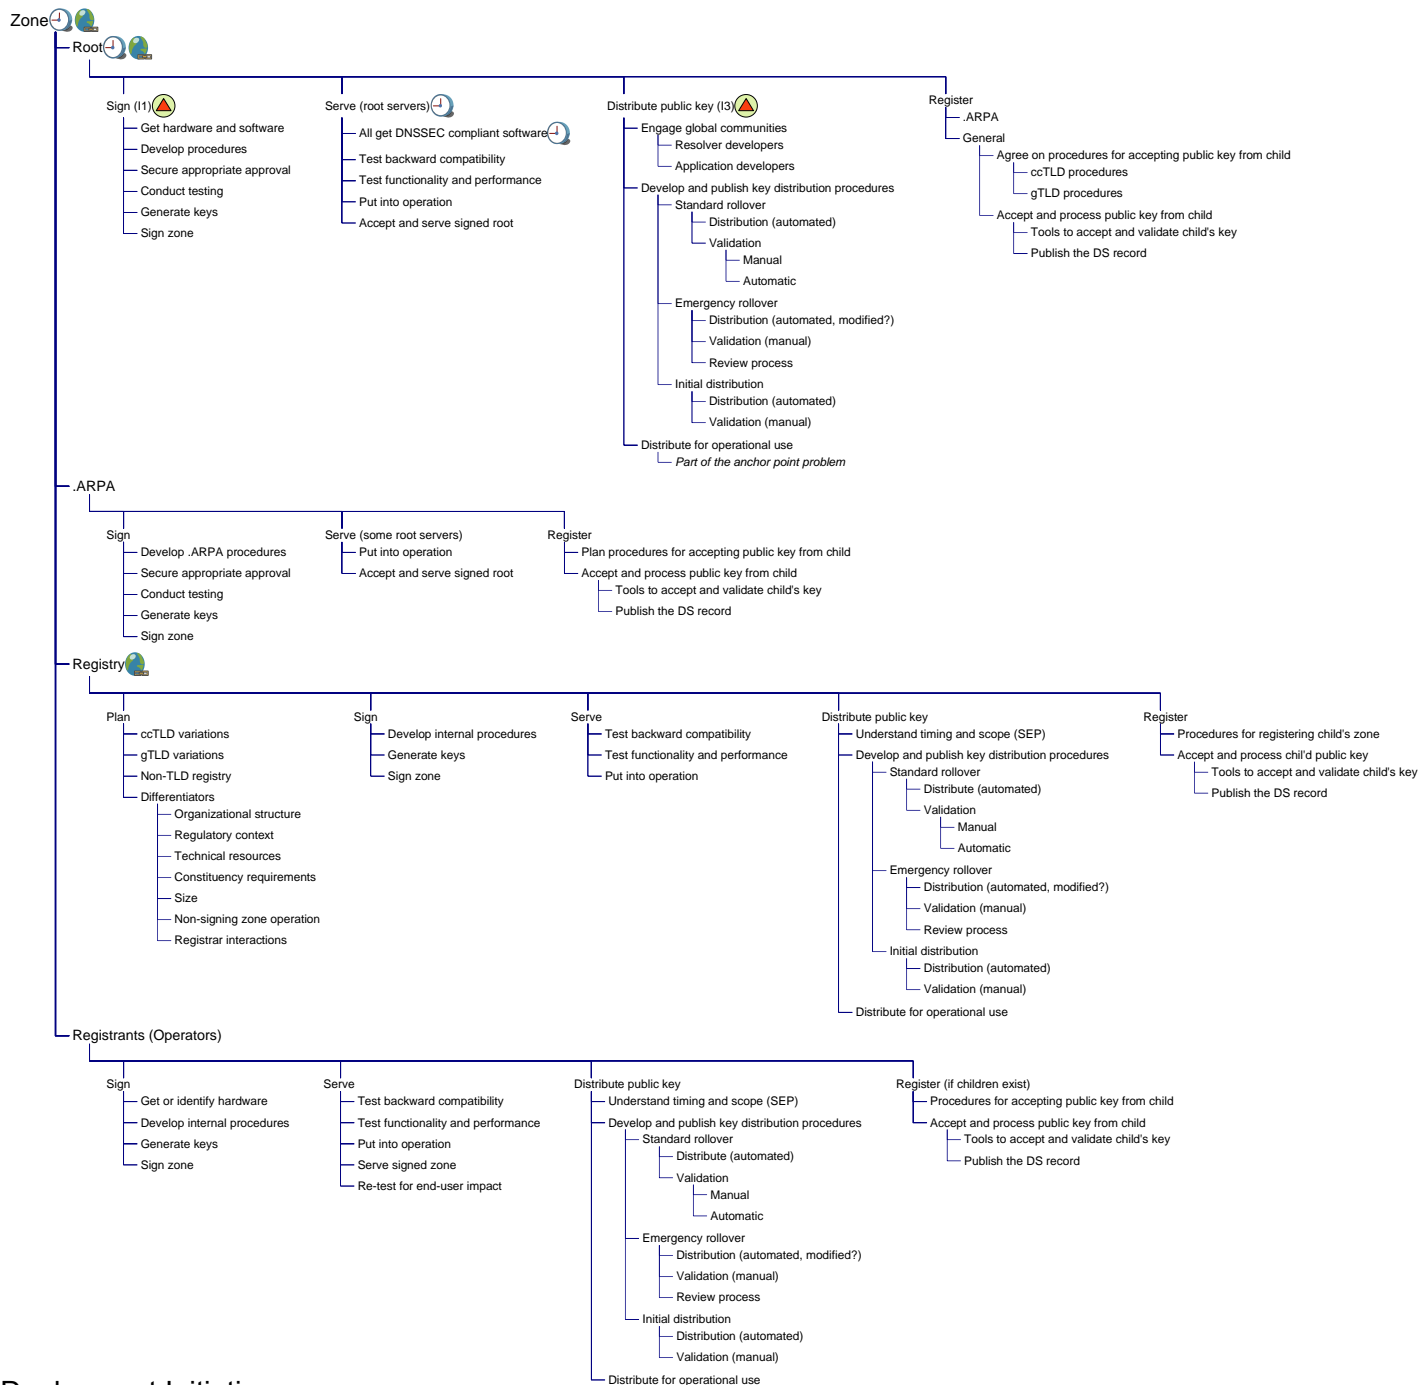 Zone
Root
Sign (I1)
Get hardware and software
Develop procedures
Secure appropriate approval
Conduct testing
Generate keys
Sign zone
Serve (root servers)
All get DNSSEC compliant software
Test backward compatibility
Test functionality and performance
Put into operation
Accept and serve signed root
Distribute public key (I3)
Engage global communities
Resolver developers
Application developers
Develop and publish key distribution procedures
Standard rollover
Distribution (automated)
Validation
Manual
Automatic
Emergency rollover
Distribution (automated, modified?)
Validation (manual)
Review process
Initial distribution
Distribution (automated)
Validation (manual)
Distribute for operational use
Part of the anchor point problem
Register
.ARPA
General
Agree on procedures for accepting public key from child
ccTLD procedures
gTLD procedures
Accept and process public key from child
Tools to accept and validate child's key
Publish the DS record
.ARPA
Sign
Develop .ARPA procedures
Secure appropriate approval
Conduct testing
Generate keys
Sign zone
Serve (some root servers)
Put into operation
Accept and serve signed root
Register
Plan procedures for accepting public key from child
Accept and process public key from child
Tools to accept and validate child's key
Publish the DS record
Registry
Plan
ccTLD variations
gTLD variations
Non-TLD registry
Differentiators
Organizational structure
Regulatory context
Technical resources
Constituency requirements
Size
Non-signing zone operation
Registrar interactions
Sign
Develop internal procedures
Generate keys
Sign zone
Serve
Test backward compatibility
Test functionality and performance
Put into operation
Distribute public key
Understand timing and scope (SEP)
Develop and publish key distribution procedures
Standard rollover
Distribute (automated)
Validation
Manual
Automatic
Emergency rollover
Distribution (automated, modified?)
Validation (manual)
Review process
Initial distribution
Distribution (automated)
Validation (manual)
Distribute for operational use
Register
Procedures for registering child's zone
Accept and process chil'd public key
Tools to accept and validate child's key
Publish the DS record
Registrants (Operators)
Sign
Get or identify hardware
Develop internal procedures
Generate keys
Sign zone
Serve
Test backward compatibility
Test functionality and performance
Put into operation
Serve signed zone
Re-test for end-user impact
Distribute public key
Understand timing and scope (SEP)
Develop and publish key distribution procedures
Standard rollover
Distribute (automated)
Validation
Manual
Automatic
Emergency rollover
Distribution (automated, modified?)
Validation (manual)
Review process
Initial distribution
Distribution (automated)
Validation (manual)
Distribute for operational use
Register (if children exist)
Procedures for accepting public key from child
Accept and process public key from child
Tools to accept and validate child's key
Publish the DS record